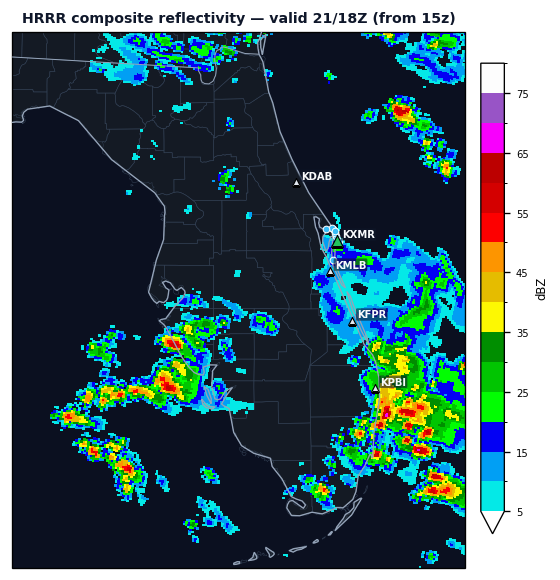 HRRR composite reflectivity — valid 21/18Z (from 15z)
KDAB
KXMR
KMLB
KFPR
KPBI
75
65
55
45
35
25
15
5
dBZ